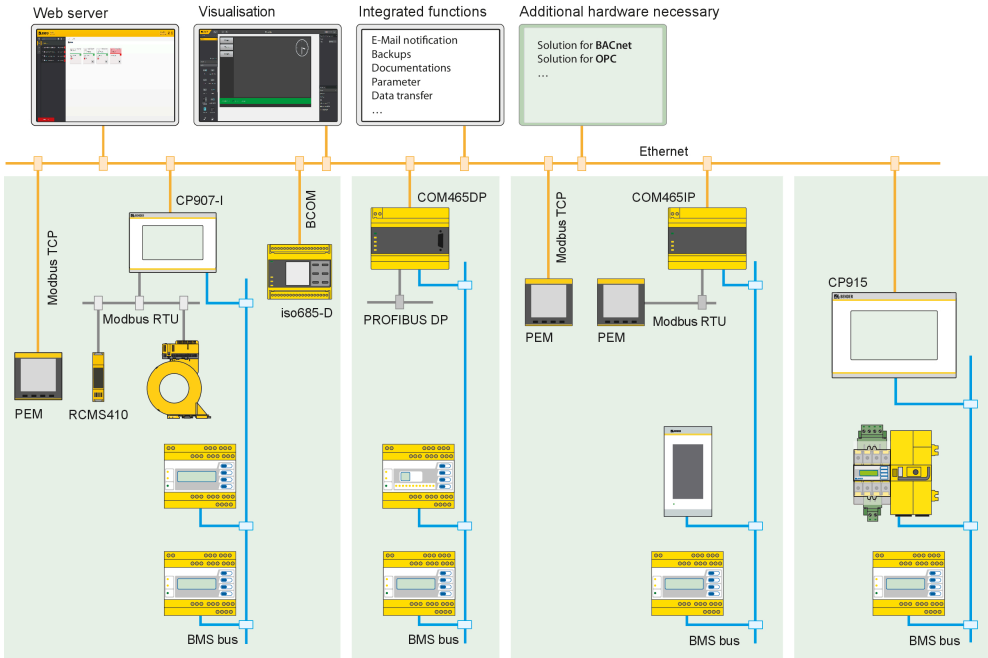 Web server
Visualisation
Integrated functions
Additional hardware necessary
E-Mail notification
Backups
Documentations
Parameter
Data transfer
...
Solution for BACnet
Solution for OPC
...
Ethernet
Modbus TCP
CP907-I
BCOM
COM465DP
Modbus TCP
COM465IP
CP915
BENDER
iso685-D
Modbus RTU
PROFIBUS DP
PEM
PEM
Modbus RTU
PEM
RCMS410
BMS bus
BMS bus
BMS bus
BMS bus